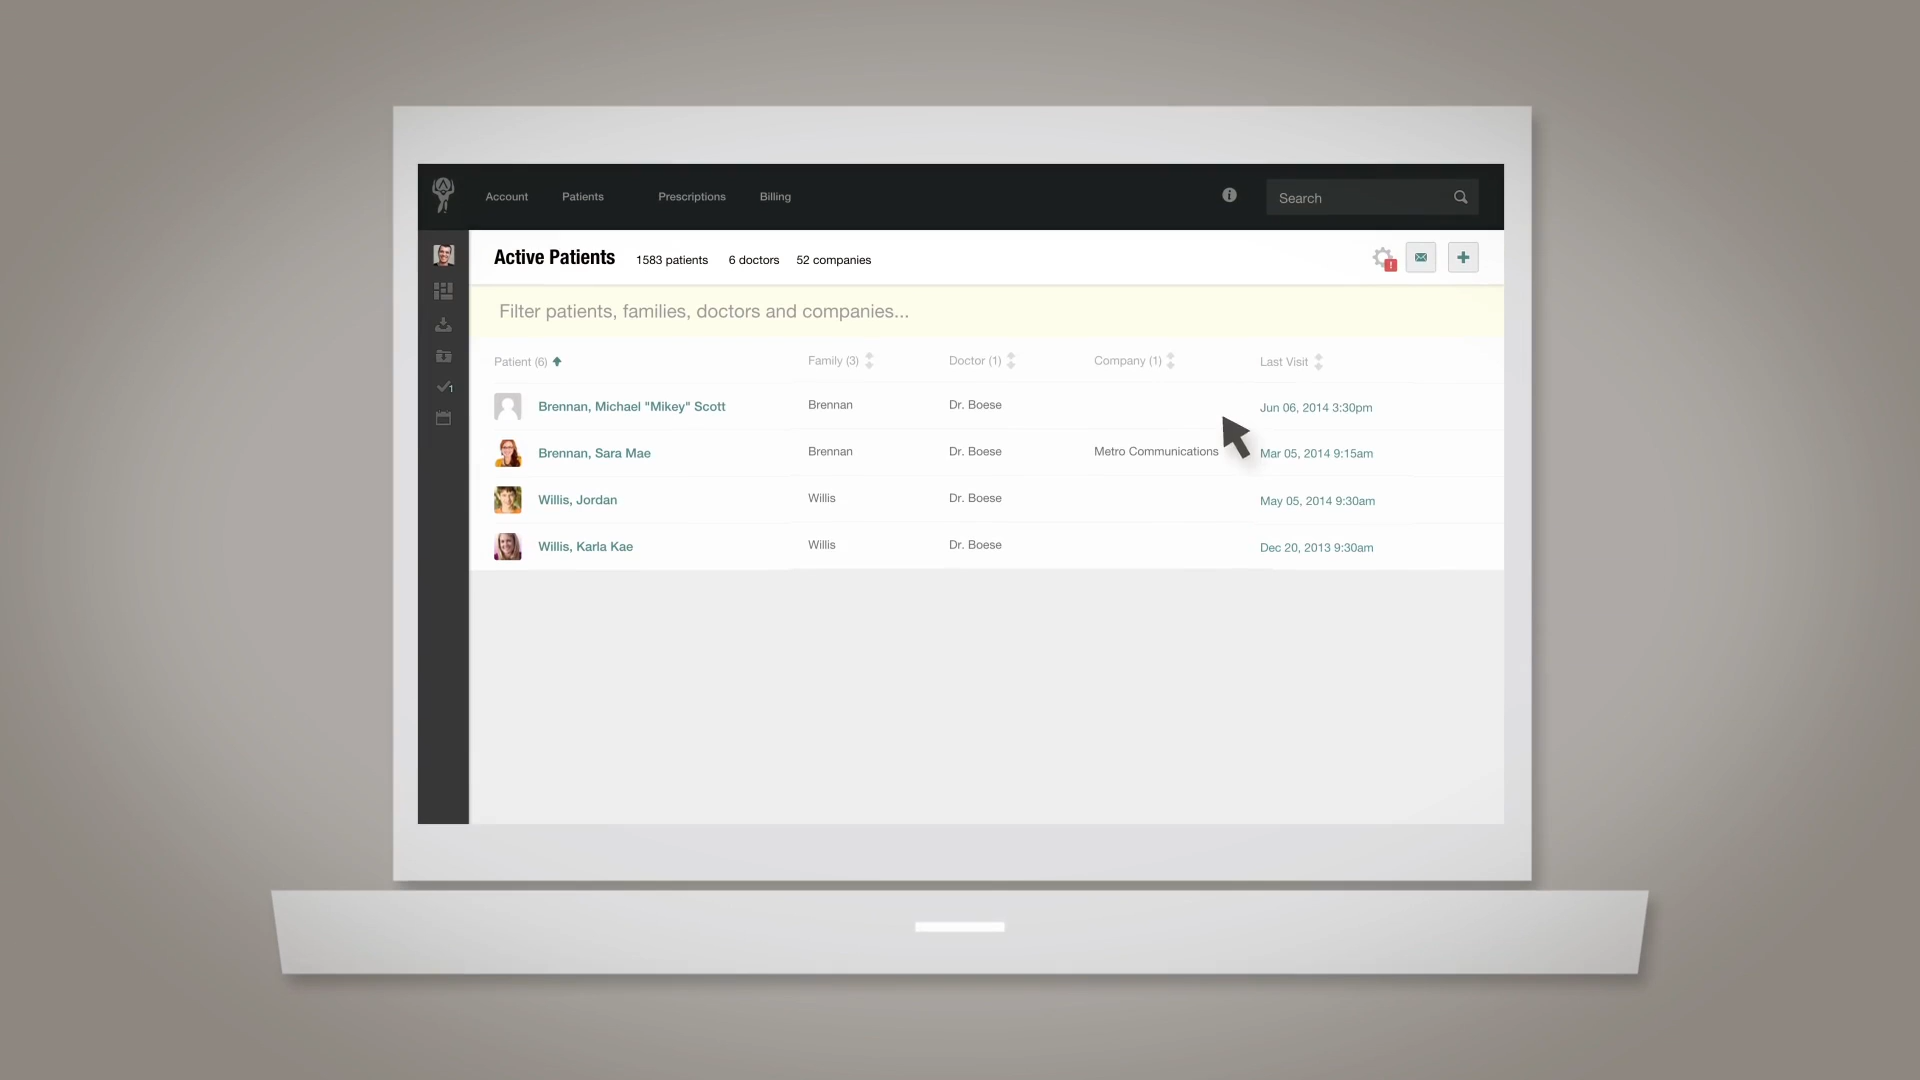 Account Patients Prescriptions Billing Search
Active Patients 1583 patients 6 doctors 52 companies
Filter patients, families, doctors and companies...
Patient (6) Family (3) Doctor (1) Company (1) Last Visit
Brennan, Michael "Mikey" Scott Brennan Dr. Boese Jun 06, 2014 3:30pm
Brennan, Sara Mae Brennan Dr. Boese Metro Communications Mar 05, 2014 9:15am
Willis, Jordan Willis Dr. Boese May 05, 2014 9:30am
Willis, Karla Kae Willis Dr. Boese Dec 20, 2013 9:30am
1